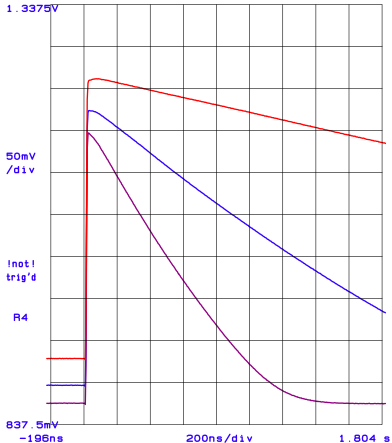 1.3375V
50mV
/div
!not!
trig'd
R4
837.5mV
-196ns 200ns/div 1.804 s